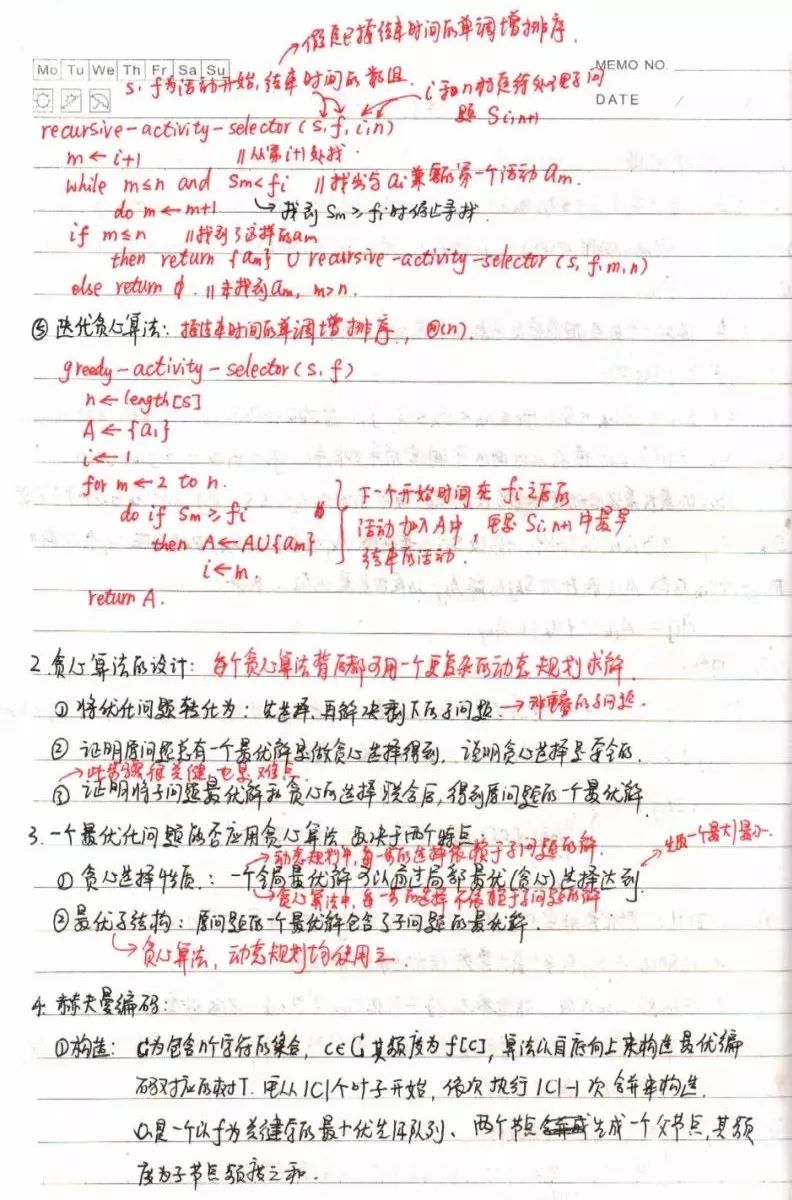 假定已按结束时间的单调增排序.
Mo Tu We Th Fr Sa Su
MEMO NO.
s, f为活动开始,结束时间的数组.
i和n指定待处理子问
DATE /
题 Si,n+1
recursive-activity-selector(s,f,i,n)
m←i+1 //从第i+1处找.
while m≤n and sm<fi //找出与ai兼容的第一个活动am.
do m←m+1 →找到sm≥fi时停止寻找.
if m≤n //找到了这样的am
then return {am} ∪ recursive-activity-selector(s,f,m,n)
else return ϕ. //未找到am, m>n.
⑤ 迭代贪心算法: 按结束时间的单调增排序, Θ(n).
greedy-activity-selector(s,f)
n←length[s]
A←{a1}
i←1
for m←2 to n.
do if sm≥fi // 下一个开始时间在fi之后的
then A←A∪{am} 活动加入A中, 也是Si,n+1中最早
i←m 结束的活动.
return A.
2. 贪心算法的设计: 每个贪心算法背后都可用一个更复杂的动态规划求解
① 将优化问题转化为: 先选择,再解决剩下的子问题. →非重叠的子问题.
② 证明原问题总有一个最优解是做贪心选择得到, 说明贪心选择是安全的.
→此步骤很关键,也是难点
③ 证明将子问题最优解和贪心的选择联合后,得到原问题的一个最优解.
3. 一个最优化问题能否应用贪心算法,取决于两个特点:
→动态规划中,每一步的选择依赖于子问题的解.
一个最大/最小.
① 贪心选择性质.: 一个全局最优解可以通过局部最优(贪心)选择达到.
→贪心算法中,每一步的选择不依赖于子问题的解
②最优子结构: 原问题的一个最优解包含了子问题的最优解.
→贪心算法, 动态规划均使用之.
4. 赫夫曼编码:
①构造: C为包含n个字符的集合, c∈C,其频度为f[c], 算法以自底向上来构造最优编
码对应的树T. 它从|C|个叶子开始, 依次执行|C|-1次合并来构造.
Q是一个以f为关键字的最小优先队列、两个节点合并成生成一个父节点,其频
度为子节点频度之和.